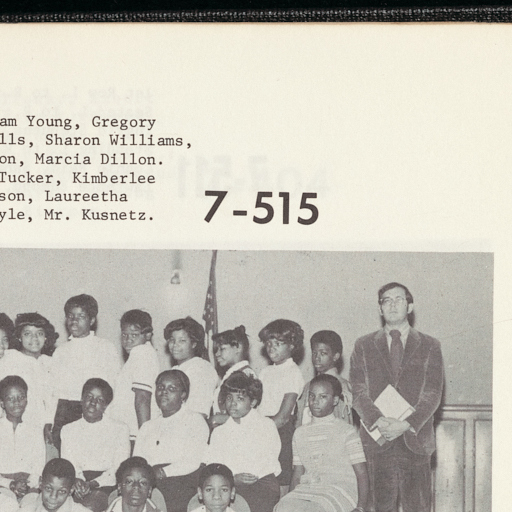 am Young, Gregory
lls, Sharon Williams,
on, Marcia Dillon.
Tucker, Kimberlee
son, Laureetha
yle, Mr. Kusnetz.
7-515